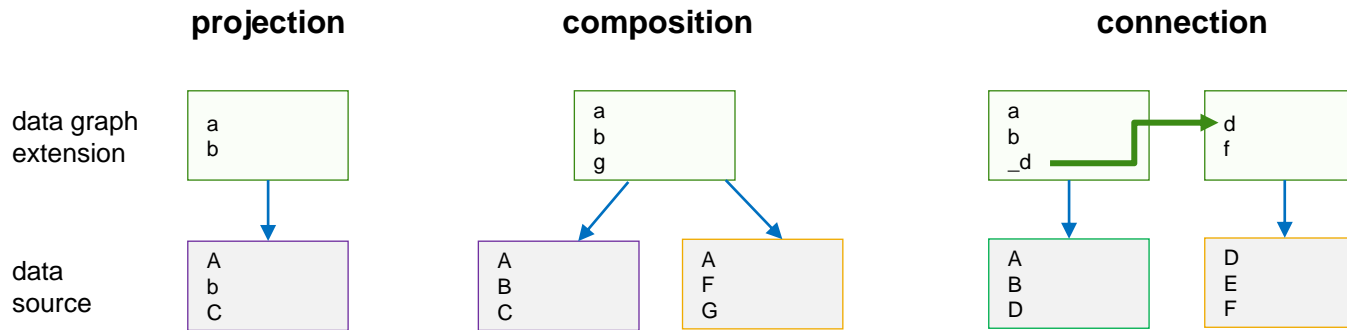 projection
composition
connection
data graph
extension
a
b
a
b
g
a
b
_d
d
f
data
source
A
b
C
A
B
C
A
F
G
A
B
D
D
E
F